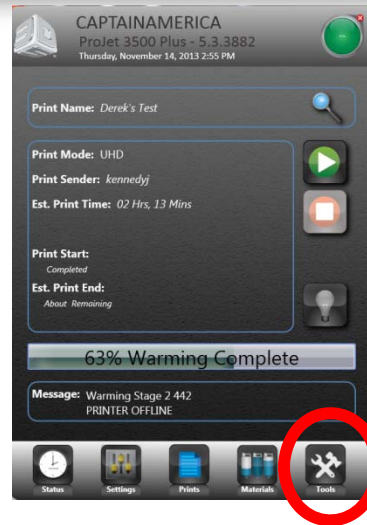 CAPTAINAMERICA
ProJet 3500 Plus - 5.3.3882
Thursday, November 14, 2013 2:55 PM
Print Name: Derek's Test
Print Mode: UHD
Print Sender: kennedyj
Est. Print Time: 02 Hrs, 13 Mins
Print Start:
Completed
Est. Print End:
About Remaining
63% Warming Complete
Message: Warming Stage 2 442
PRINTER OFFLINE
Status Settings Prints Materials Tools